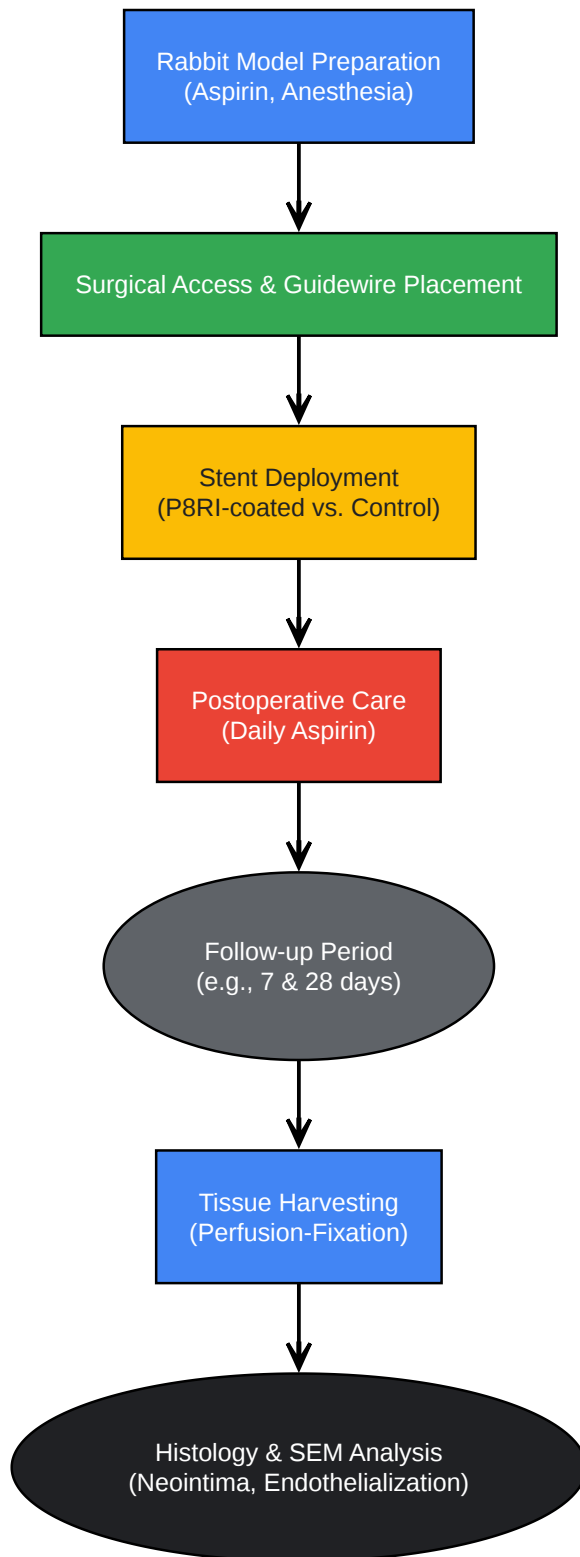 Rabbit Model Preparation
(Aspirin, Anesthesia)
Surgical Access & Guidewire Placement
Stent Deployment
(P8RI-coated vs. Control)
Postoperative Care
(Daily Aspirin)
Follow-up Period
(e.g., 7 & 28 days)
Tissue Harvesting
(Perfusion-Fixation)
Histology & SEM Analysis
(Neointima, Endothelialization)